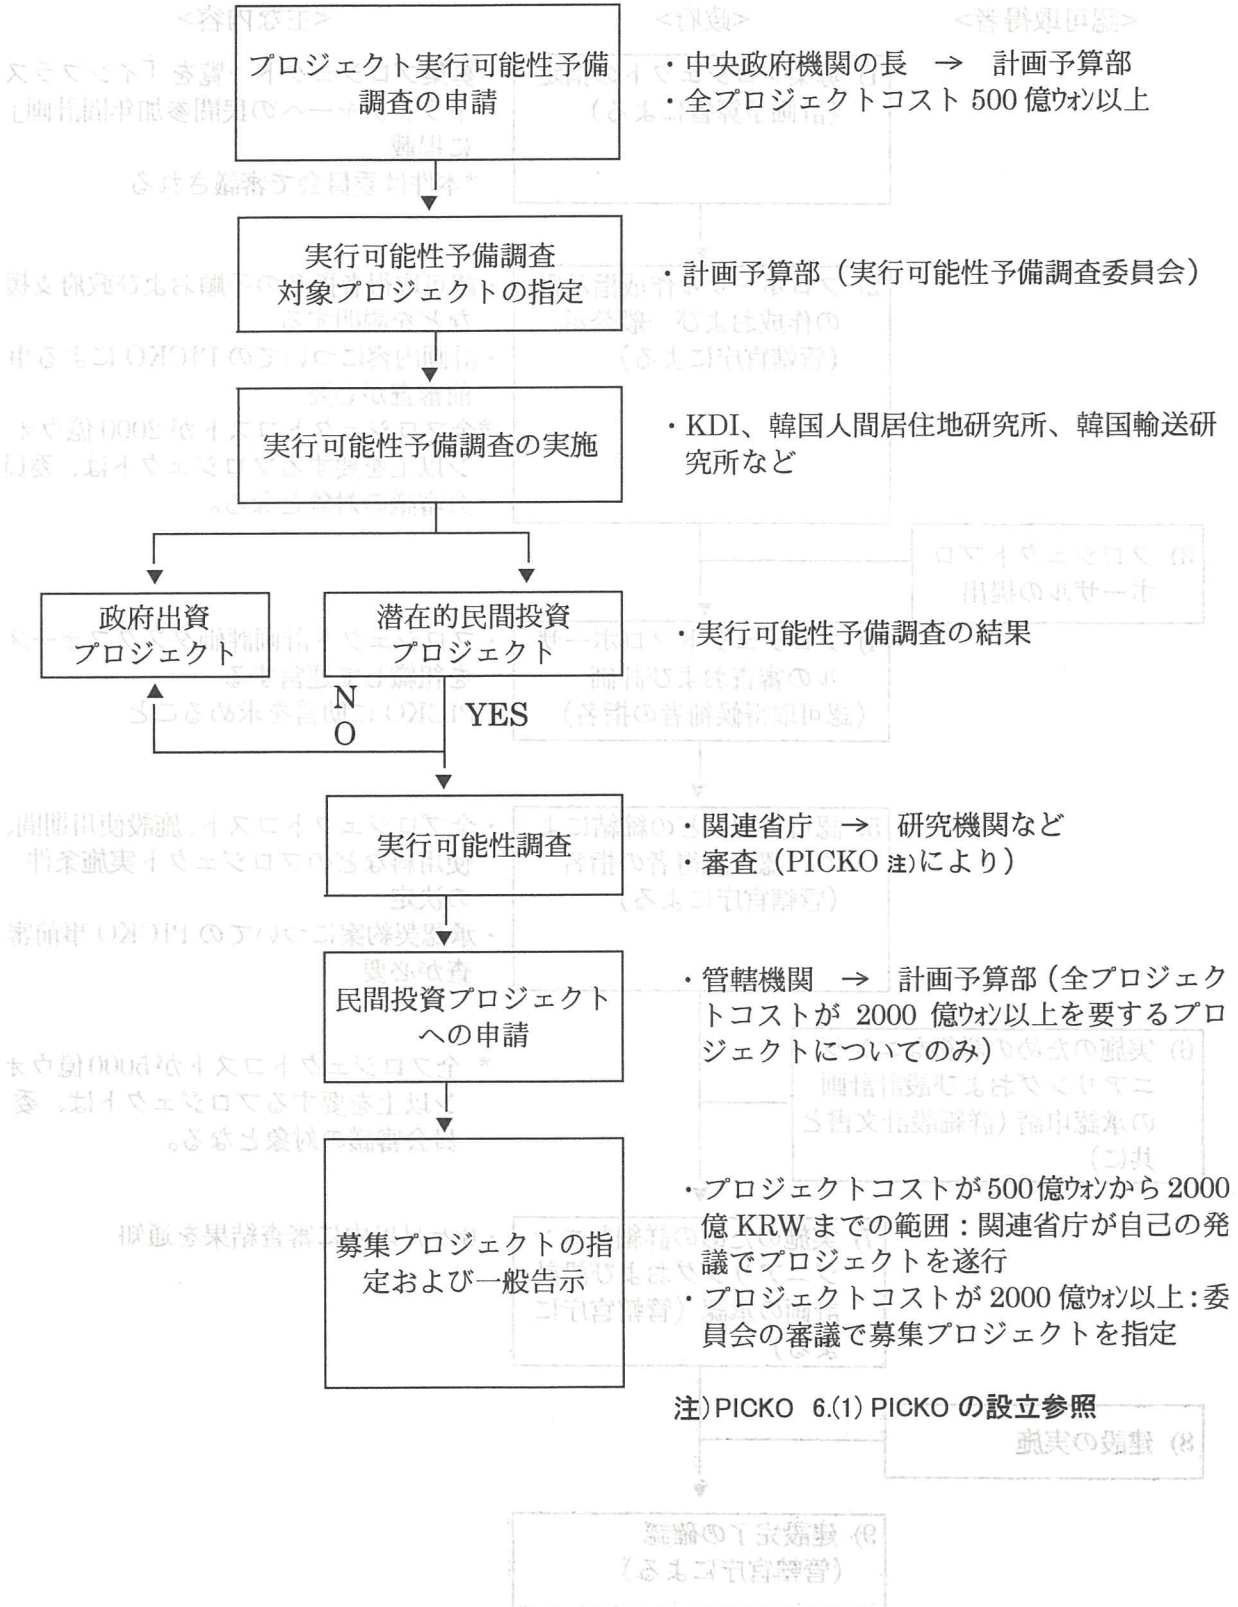 プロジェクト実行可能性予備
調査の申請
・中央政府機関の長 → 計画予算部
・全プロジェクトコスト 500 億ウォン以上
実行可能性予備調査
対象プロジェクトの指定
・計画予算部（実行可能性予備調査委員会）
実行可能性予備調査の実施
・KDI、韓国人間居住地研究所、韓国輸送研
究所など
政府出資
プロジェクト
潜在的民間投資
プロジェクト
・実行可能性予備調査の結果
N
O
YES
実行可能性調査
・関連省庁 → 研究機関など
・審査（PICKO 注)により）
民間投資プロジェクト
への申請
・管轄機関 → 計画予算部（全プロジェク
トコストが 2000 億ウォン以上を要するプロ
ジェクトについてのみ）
募集プロジェクトの指
定および一般告示
・プロジェクトコストが 500 億ウォンから 2000
億 KRW までの範囲：関連省庁が自己の発
議でプロジェクトを遂行
・プロジェクトコストが 2000 億ウォン以上：委
員会の審議で募集プロジェクトを指定
注）PICKO 6.(1) PICKO の設立参照